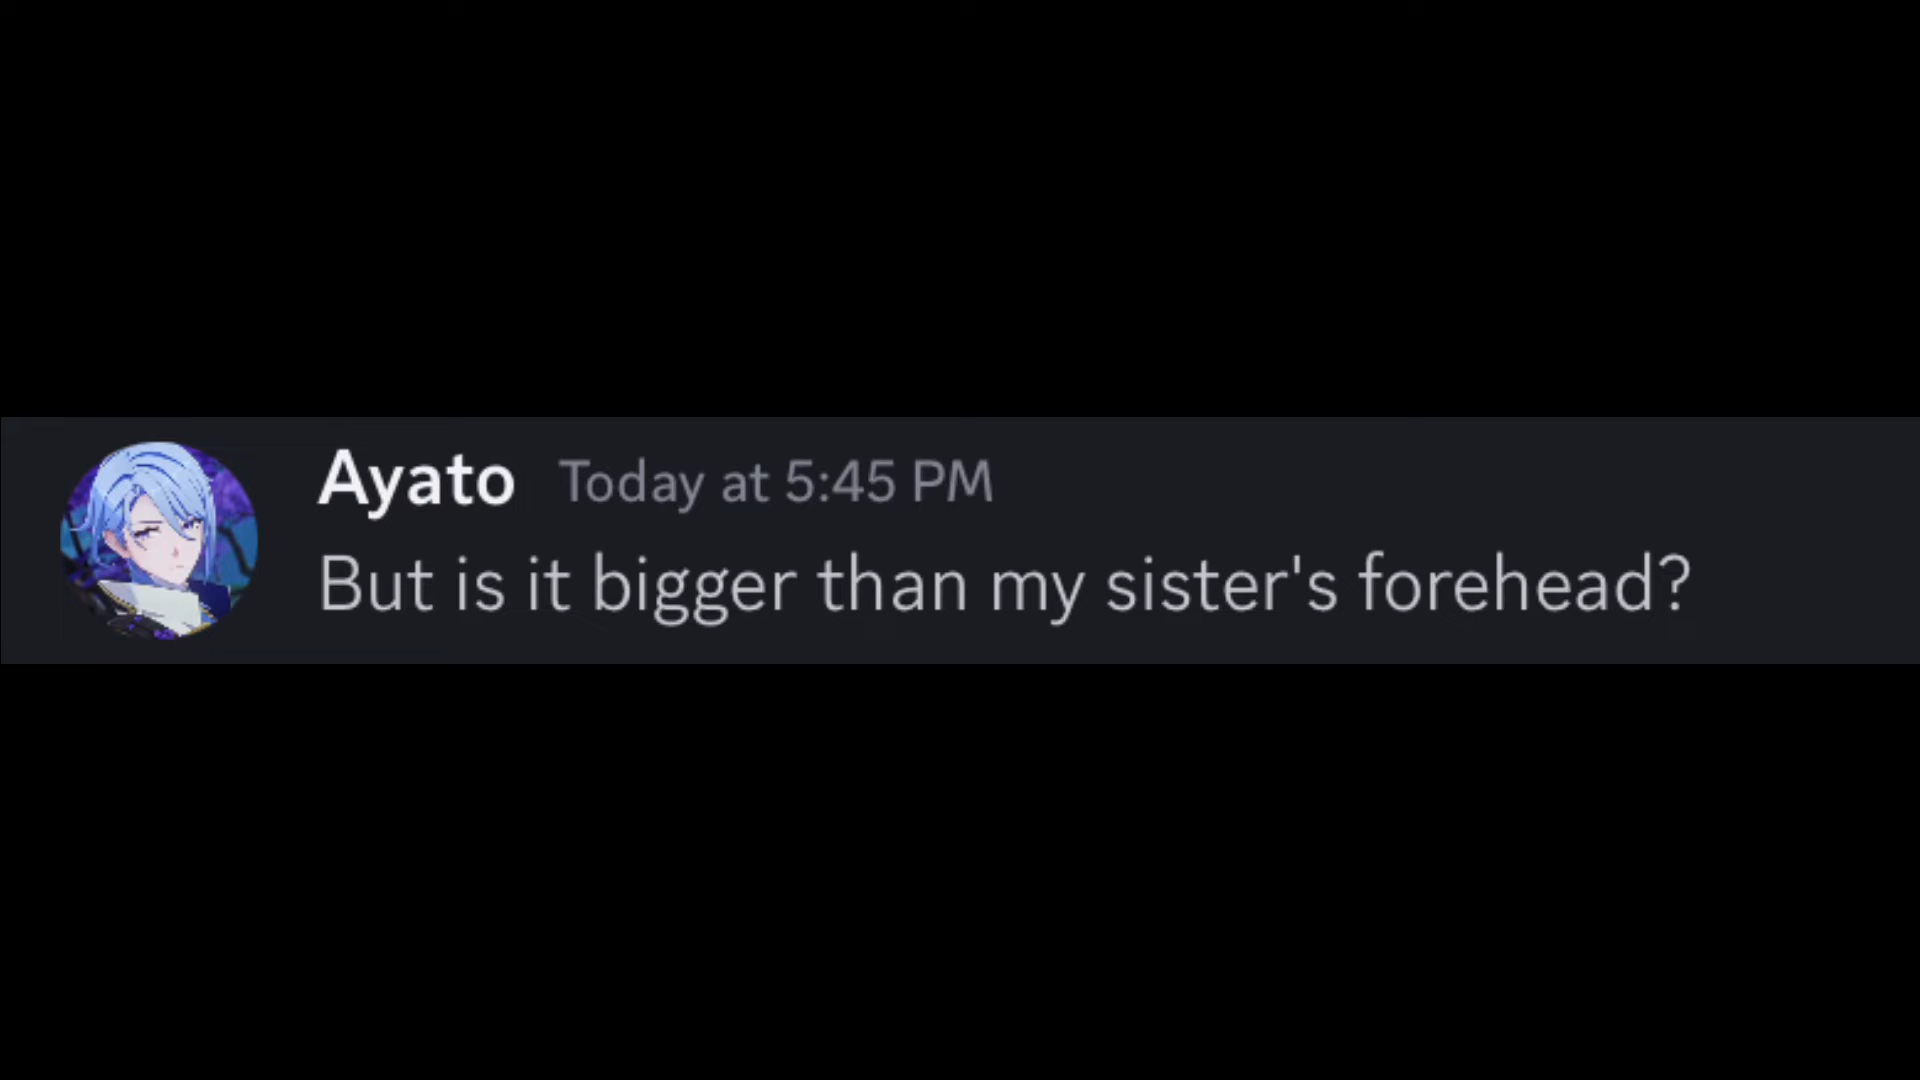 Ayato Today at 5:45 PM
But is it bigger than my sister's forehead?